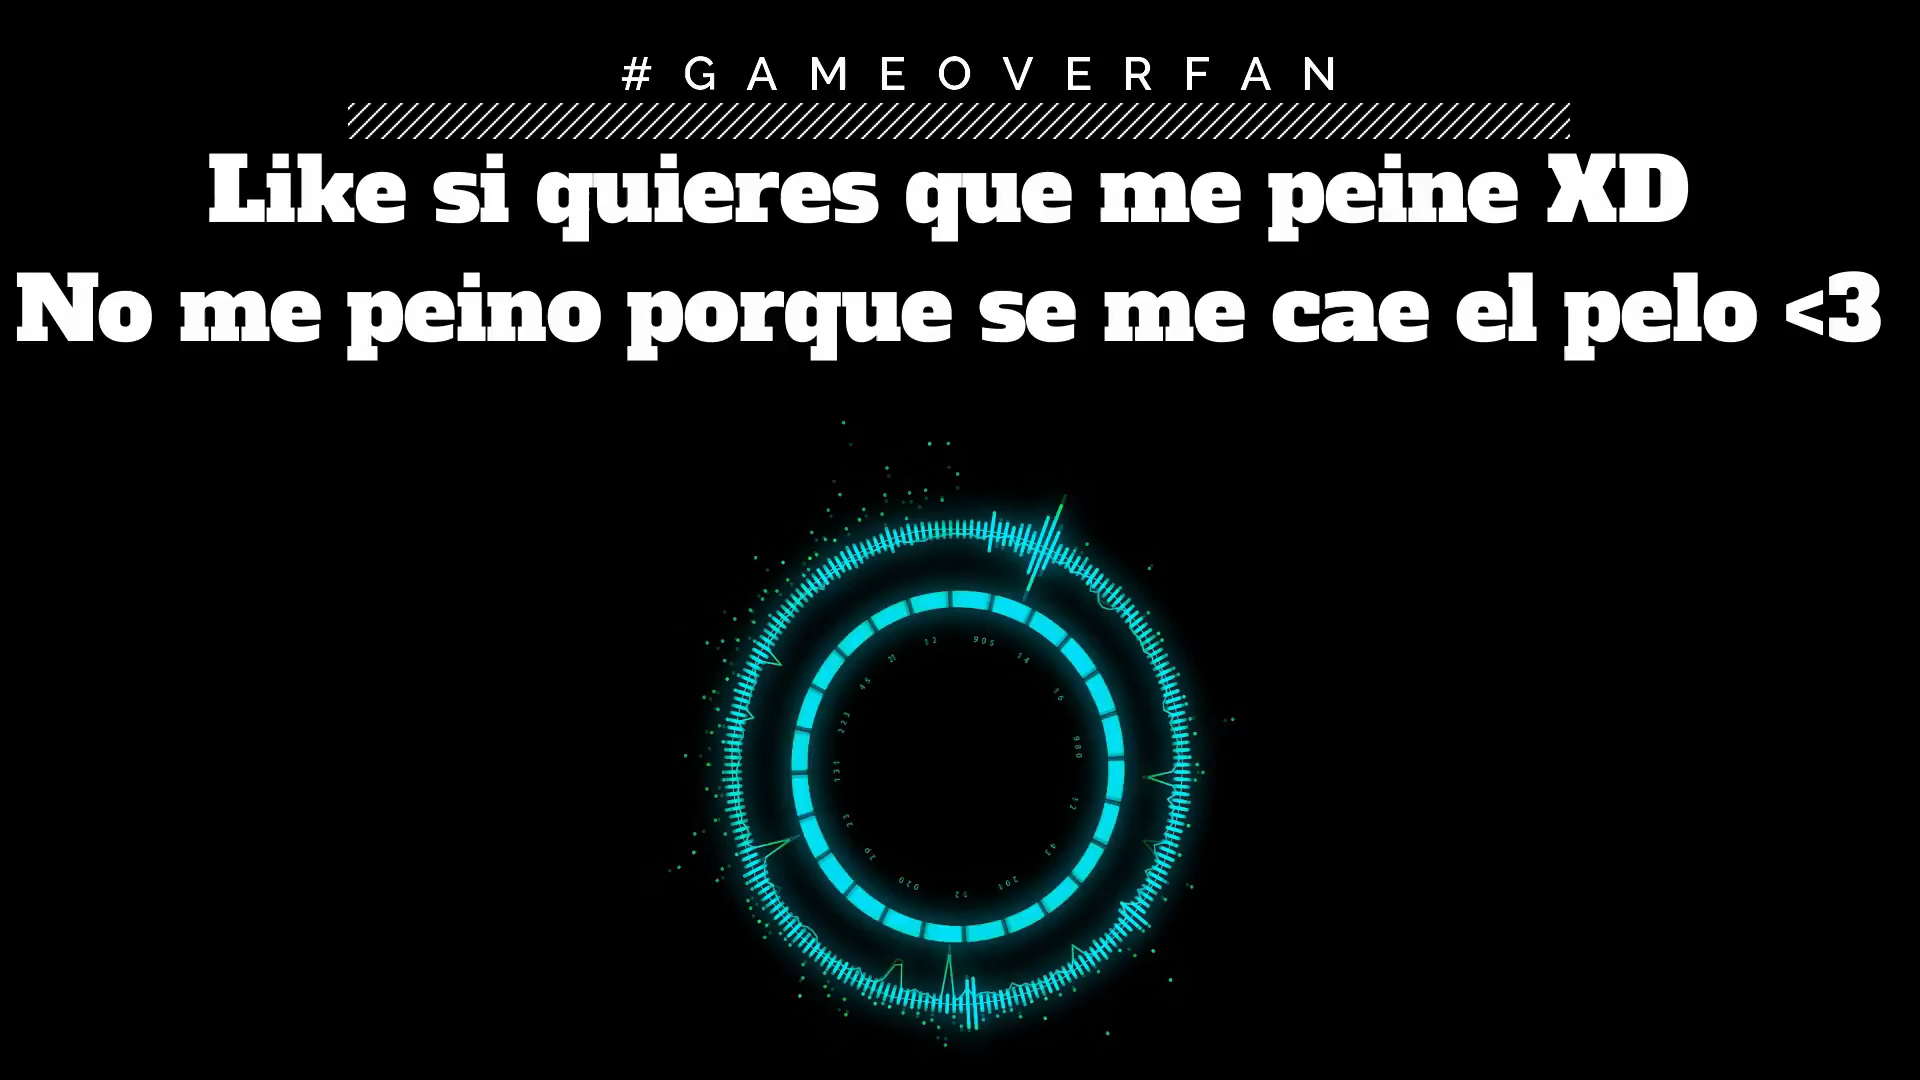 #GAMEOVERFAN
Like si quieres que me peine XD
No me peino porque se me cae el pelo <3